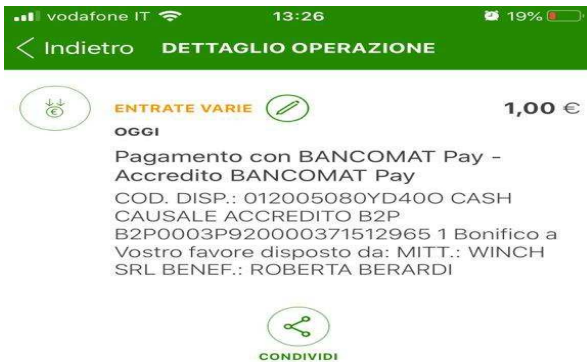 vodafone IT 13:26 19%
Indietro DETTAGLIO OPERAZIONE
ENTRATE VARIE 1,00 €
OGGI
Pagamento con BANCOMAT Pay -
Accredito BANCOMAT Pay
COD. DISP.: 012005080YD40O CASH
CAUSALE ACCREDITO B2P
B2P0003P920000371512965 1 Bonifico a
Vostro favore disposto da: MITT.: WINCH
SRL BENEF.: ROBERTA BERARDI
CONDIVIDI